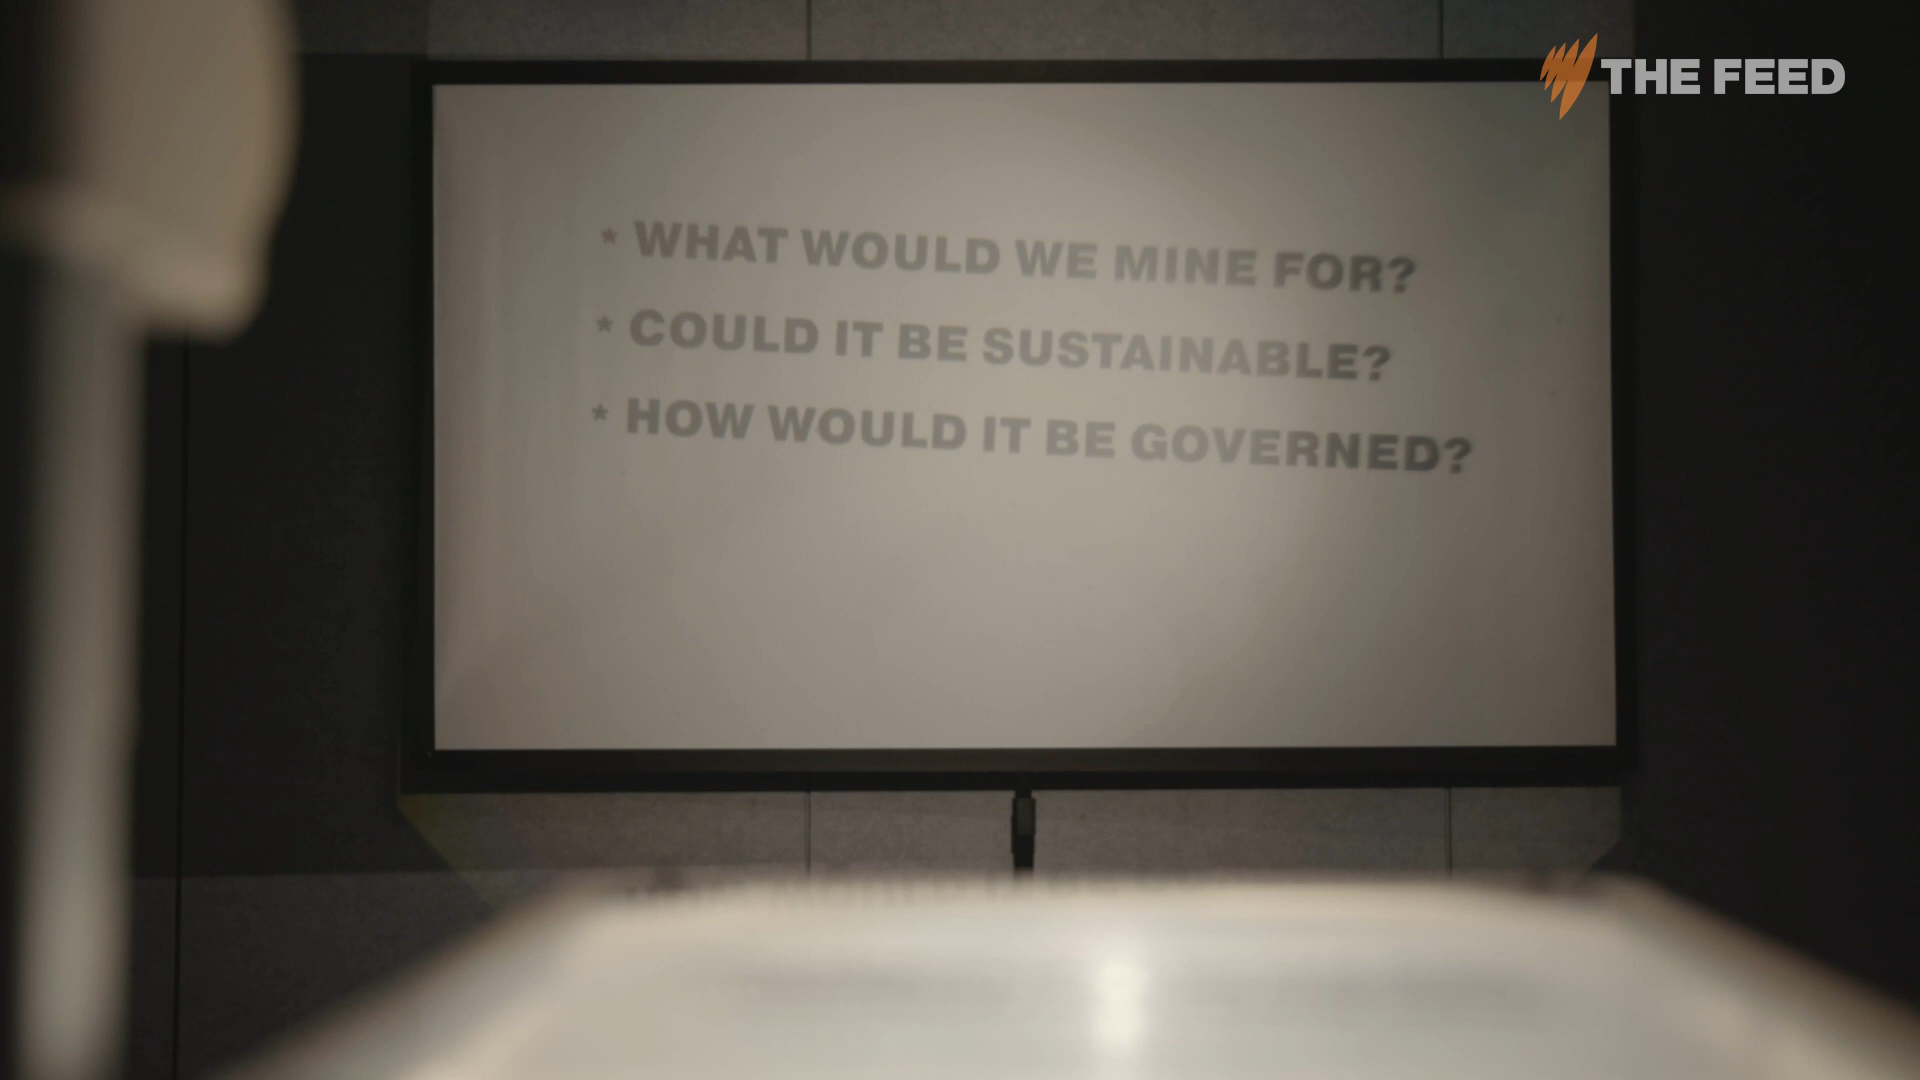 THE FEED
* WHAT WOULD WE MINE FOR?
* COULD IT BE SUSTAINABLE?
* HOW WOULD IT BE GOVERNED?